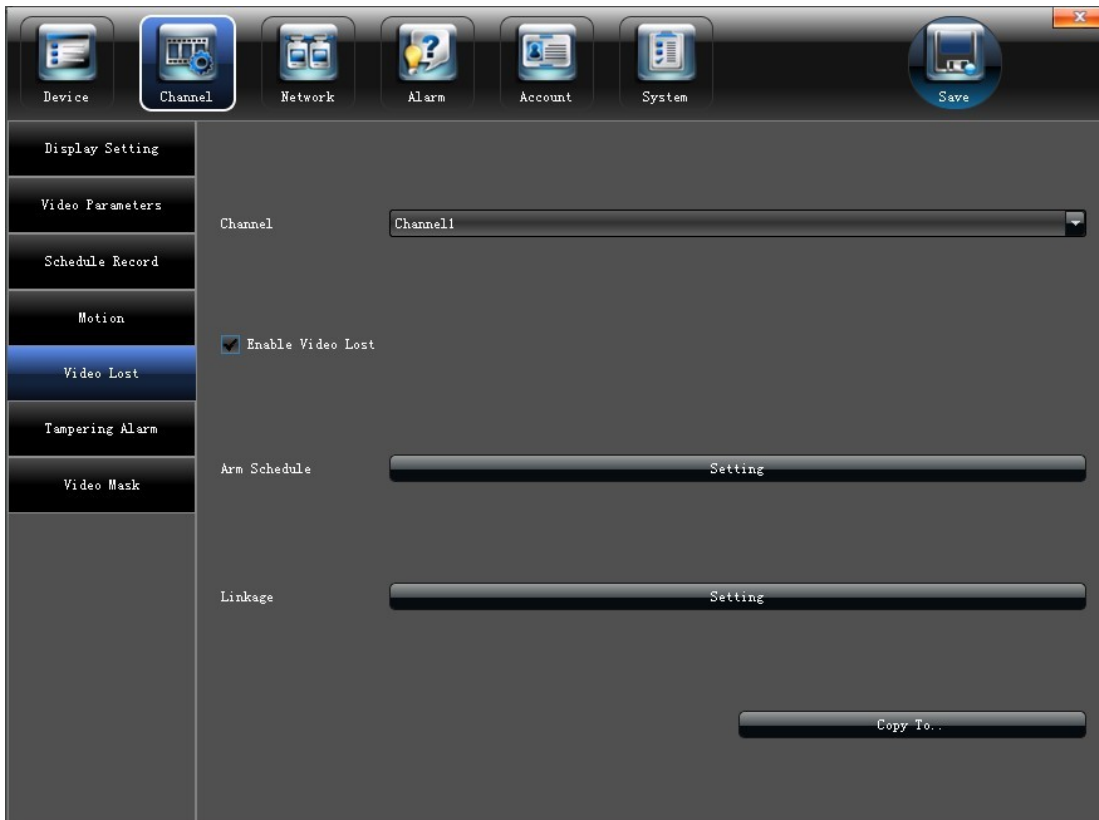 Device
Channel
Network
Alarm
Account
System
Save
Display Setting
Video Parameters
Schedule Record
Motion
Video Lost
Tampering Alarm
Video Mask
Channel
Channel1
Enable Video Lost
Arm Schedule
Setting
Linkage
Setting
Copy To..